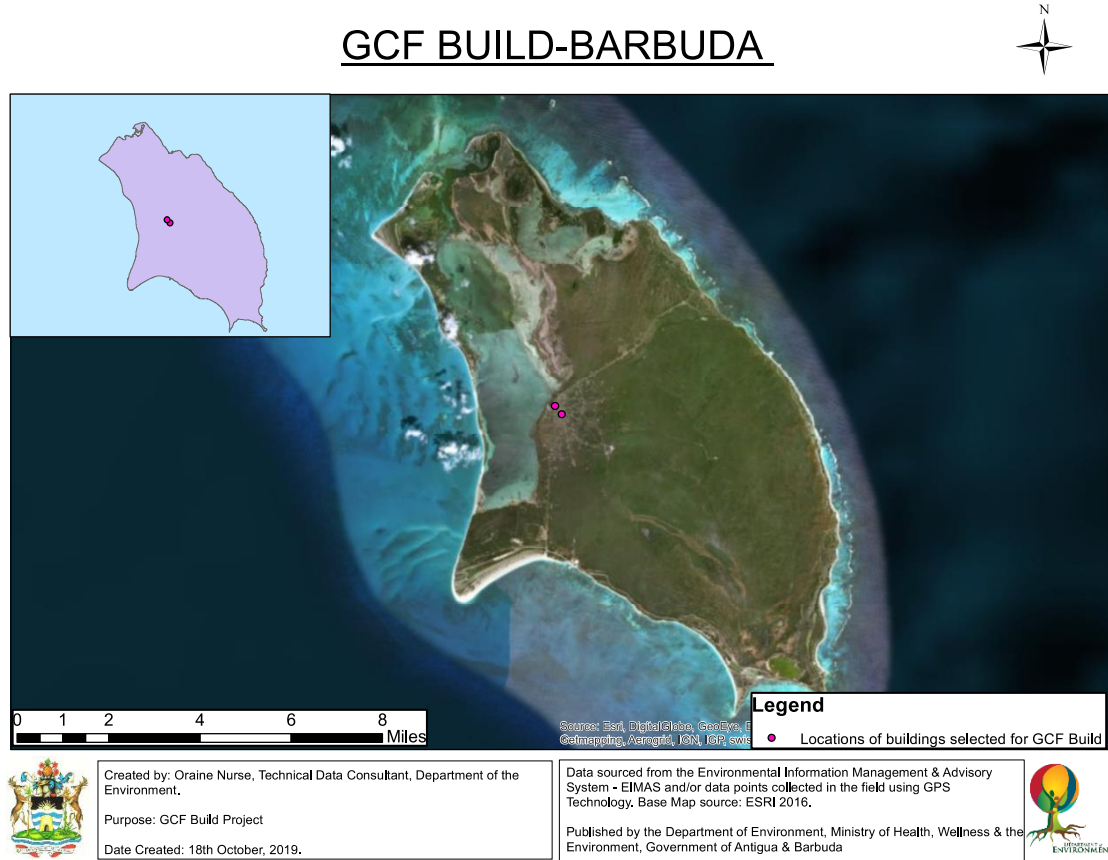 N
GCF BUILD-BARBUDA
0 1 2 4 6 8
Miles
Source: Esri, DigitalGlobe, GeoEye,
Getmapping, Aerogrid, IGN, IGP,
Legend
Locations of buildings selected for GCF Build
Created by: Oraine Nurse, Technical Data Consultant, Department of the
Environment.
Purpose: GCF Build Project
Date Created: 18th October, 2019.
Data sourced from the Environmental Information Management & Advisory
System - EIMAS and/or data points collected in the field using GPS
Technology. Base Map source: ESRI 2016.
Published by the Department of Environment, Ministry of Health, Wellness & the
Environment, Government of Antigua & Barbuda
DEPARTMENT of
ENVIRONMEN